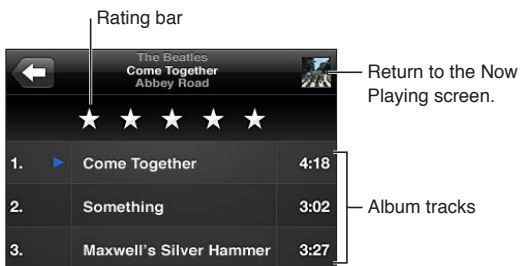 Rating bar
The Beatles
Come Together
Abbey Road
Return to the Now
Playing screen.
1. Come Together 4:18
2. Something 3:02
3. Maxwell's Silver Hammer 3:27
Album tracks